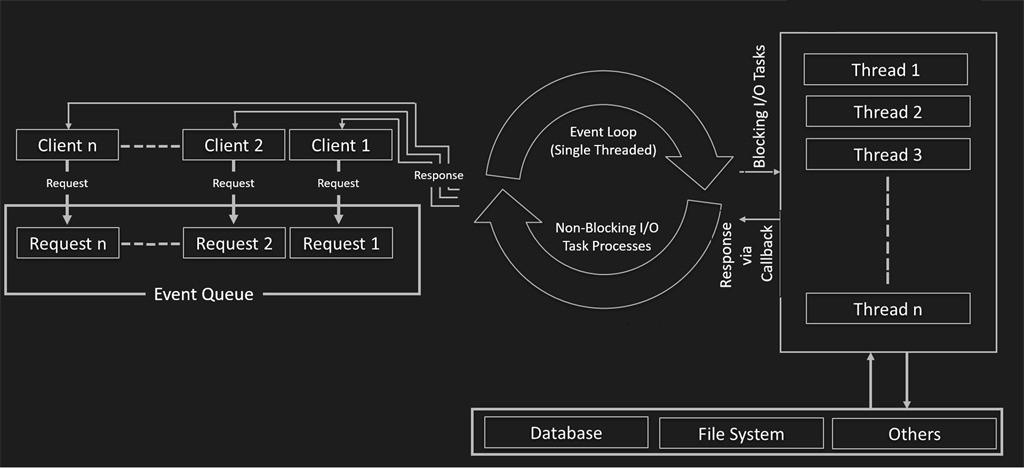 Client n
Client 2
Client 1
Request
Request
Request
Response
Request n
Request 2
Request 1
Event Queue
Event Loop
(Single Threaded)
Non-Blocking I/O
Task Processes
Blocking I/O Tasks
Response
via
Callback
Thread 1
Thread 2
Thread 3
Thread n
Database
File System
Others